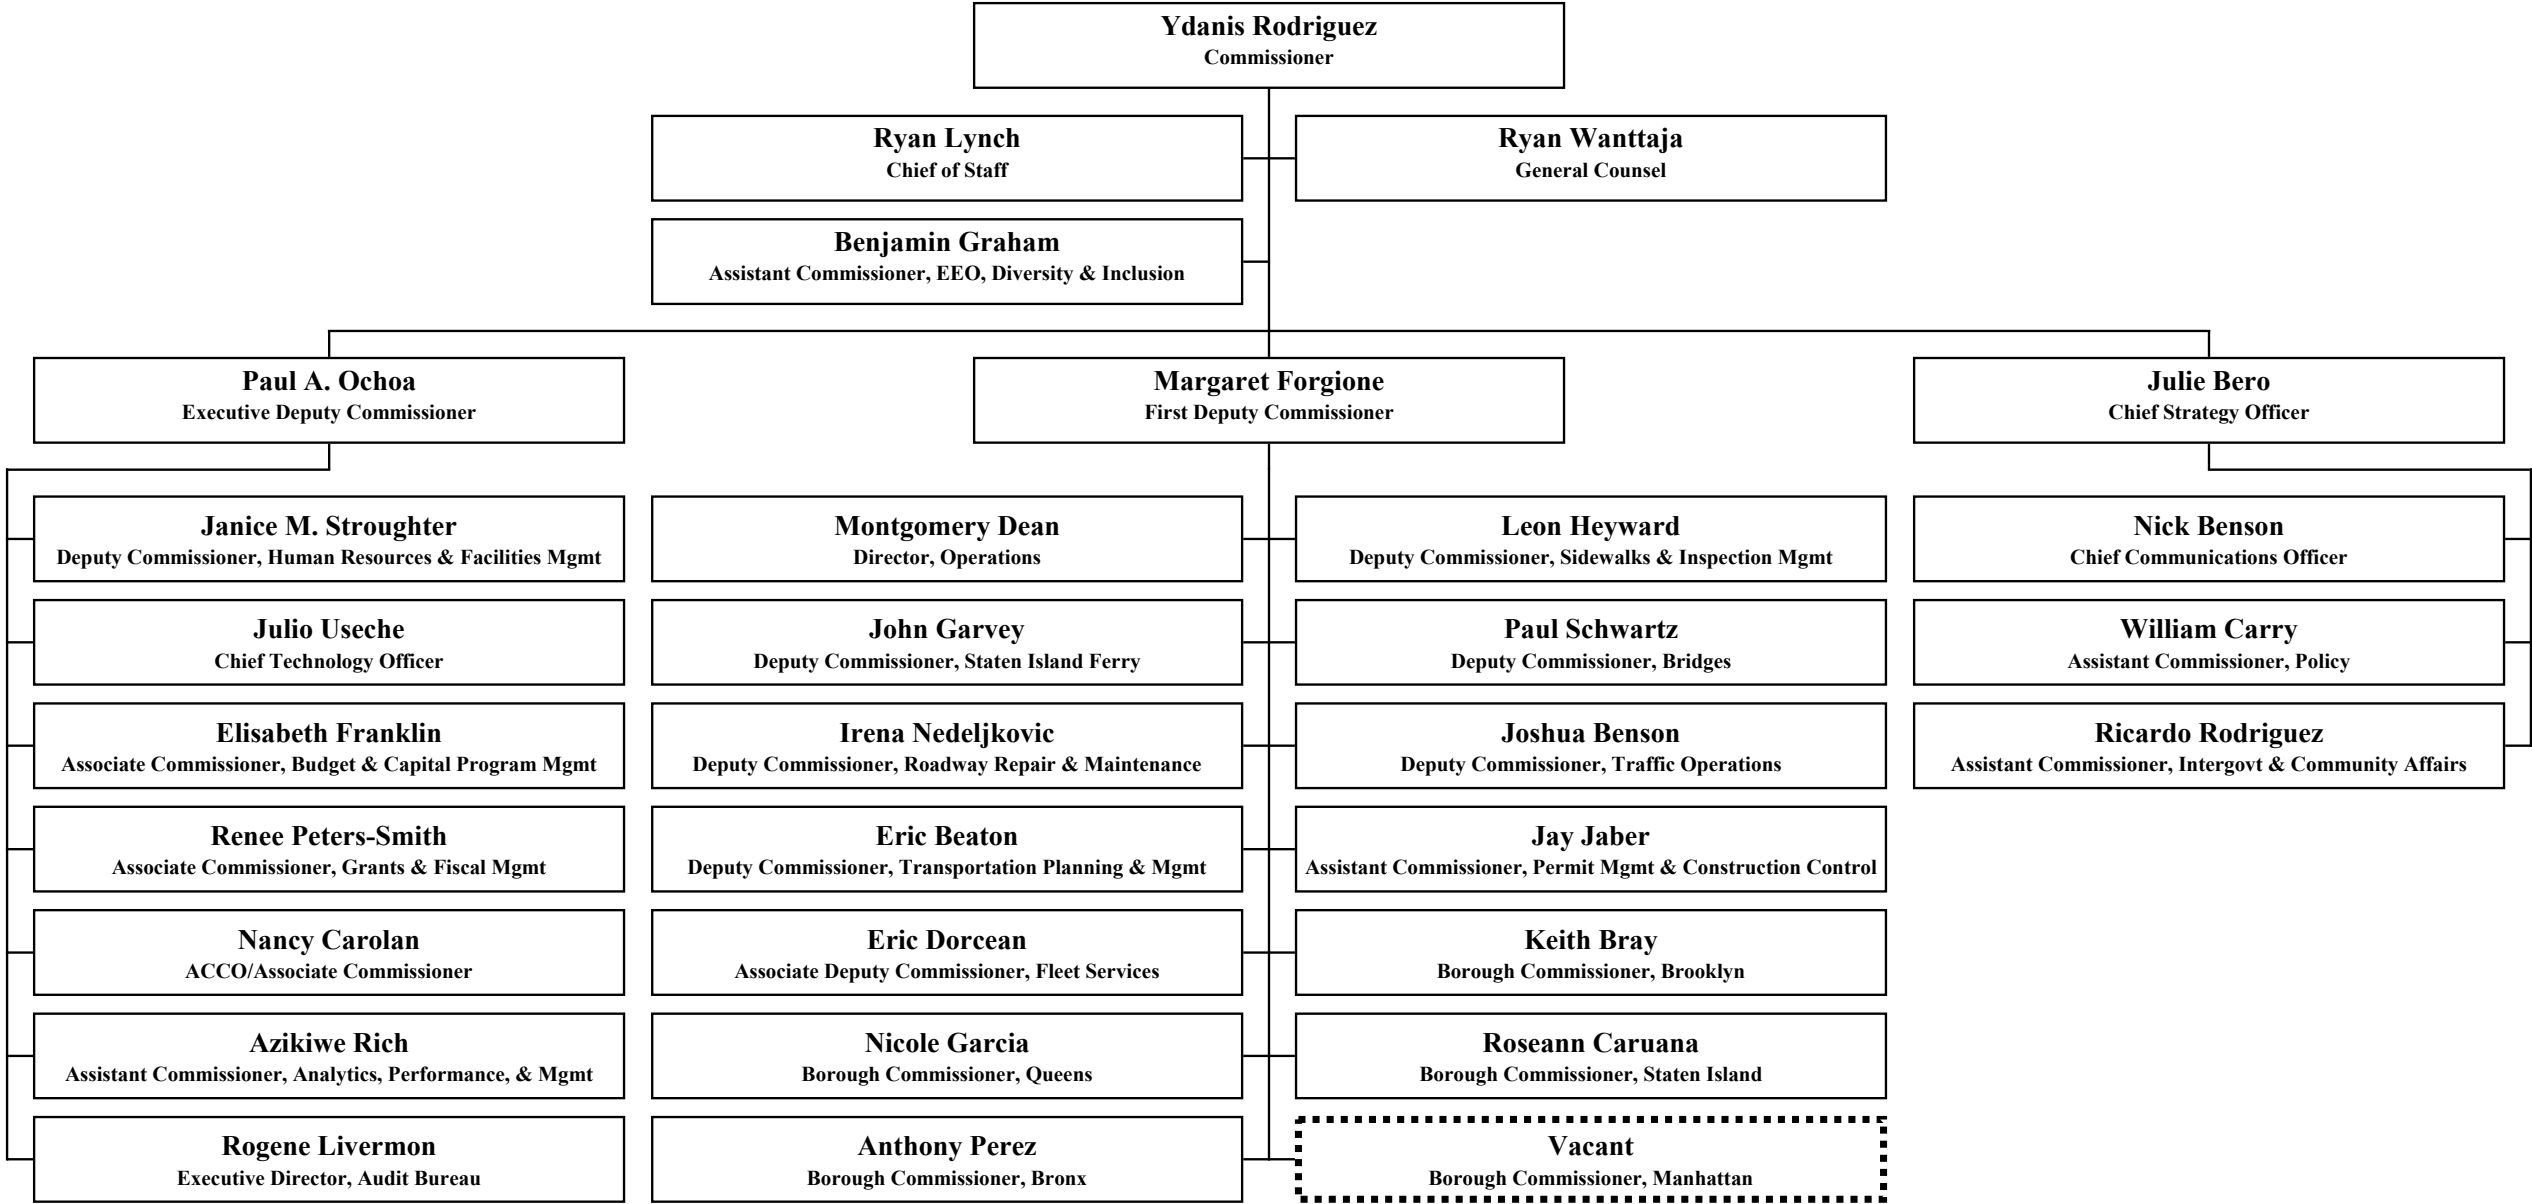 Ydanis Rodriguez
Commissioner
Ryan Lynch
Chief of Staff
Ryan Wanttaja
General Counsel
Benjamin Graham
Assistant Commissioner, EEO, Diversity & Inclusion
Paul A. Ochoa
Executive Deputy Commissioner
Margaret Forgione
First Deputy Commissioner
Julie Bero
Chief Strategy Officer
Janice M. Stroughter
Deputy Commissioner, Human Resources & Facilities Mgmt
Julio Useche
Chief Technology Officer
Elisabeth Franklin
Associate Commissioner, Budget & Capital Program Mgmt
Renee Peters-Smith
Associate Commissioner, Grants & Fiscal Mgmt
Nancy Carolan
ACCO/Associate Commissioner
Azikiwe Rich
Assistant Commissioner, Analytics, Performance, & Mgmt
Rogene Livermon
Executive Director, Audit Bureau
Montgomery Dean
Director, Operations
John Garvey
Deputy Commissioner, Staten Island Ferry
Irena Nedeljkovic
Deputy Commissioner, Roadway Repair & Maintenance
Eric Beaton
Deputy Commissioner, Transportation Planning & Mgmt
Eric Dorcean
Associate Deputy Commissioner, Fleet Services
Nicole Garcia
Borough Commissioner, Queens
Anthony Perez
Borough Commissioner, Bronx
Leon Heyward
Deputy Commissioner, Sidewalks & Inspection Mgmt
Paul Schwartz
Deputy Commissioner, Bridges
Joshua Benson
Deputy Commissioner, Traffic Operations
Jay Jaber
Assistant Commissioner, Permit Mgmt & Construction Control
Keith Bray
Borough Commissioner, Brooklyn
Roseann Caruana
Borough Commissioner, Staten Island
Vacant
Borough Commissioner, Manhattan
Nick Benson
Chief Communications Officer
William Carry
Assistant Commissioner, Policy
Ricardo Rodriguez
Assistant Commissioner, Intergovt & Community Affairs